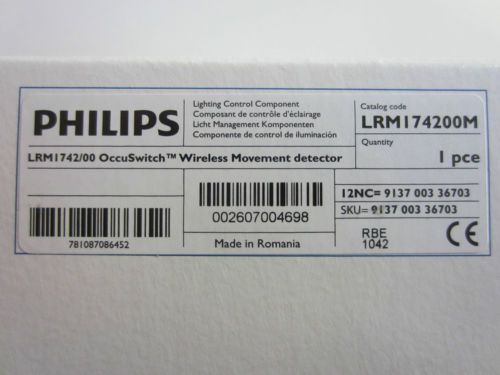 PHILIPS
Lighting Control Component
Composant de contrôle d'éclairage
Licht Management Komponenten
Componente de control de iluminación
Catalog code
LRM174200M
Quantity
1 pce
LRM1742/00 OccuSwitch™ Wireless Movement detector
781087086452
002607004698
Made in Romania
12NC= 9137 003 36703
SKU= 9137 003 36703
RBE
1042
CE